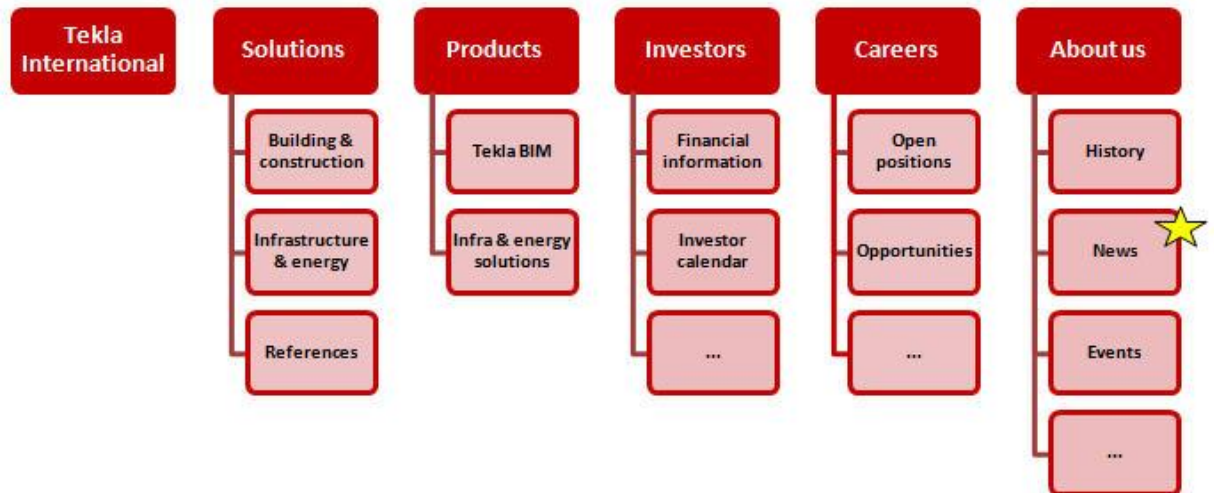 Tekla
International
Solutions
Building &
construction
Infrastructure
& energy
References
Products
Tekla BIM
Infra & energy
solutions
Investors
Financial
information
Investor
calendar
...
Careers
Open
positions
Opportunities
...
About us
History
News
Events
...